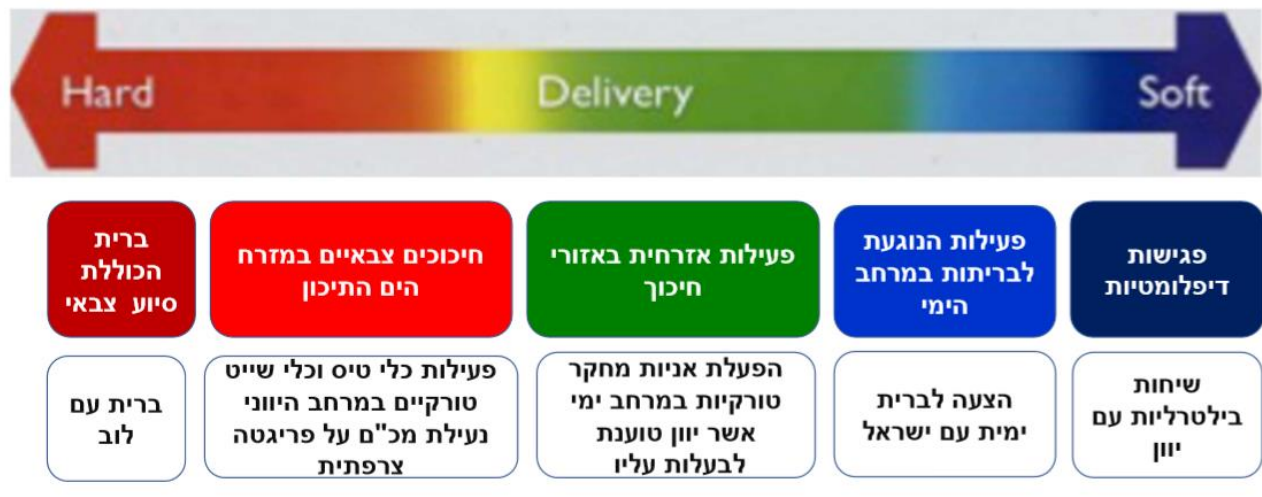 Hard Delivery Soft
פגישות
דיפלומטיות
פעילות הנוגעת
לבריתות במרחב
הימי
פעילות אזרחית באזורי
חיכוך
חיכוכים צבאיים במזרח
הים התיכון
ברית
הכוללת
סיוע צבאי
שיחות
בילטרליות עם
יוון
הצעה לברית
ימית עם ישראל
הפעלת אניות מחקר
טורקיות במרחב ימי
אשר יוון טוענת
לבעלות עליו
פעילות כלי טיס וכלי שייט
טורקיים במרחב היווני
נעילת מכ"ם על פריגטה
צרפתית
ברית עם
לוב